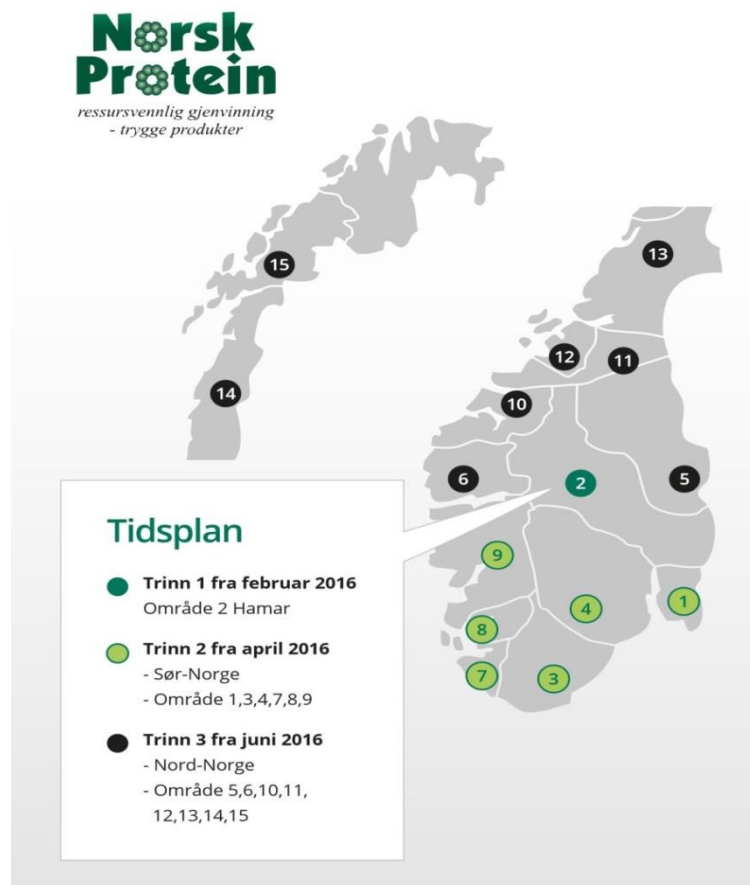 Norsk
Protein
ressursvennlig gjenvinning
- trygge produkter
15
13
12
11
14
10
6
2
5
9
4
1
8
7
3
Tidsplan
Trinn 1 fra februar 2016
Område 2 Hamar
Trinn 2 fra april 2016
- Sør-Norge
- Område 1,3,4,7,8,9
Trinn 3 fra juni 2016
- Nord-Norge
- Område 5,6,10,11,
12,13,14,15